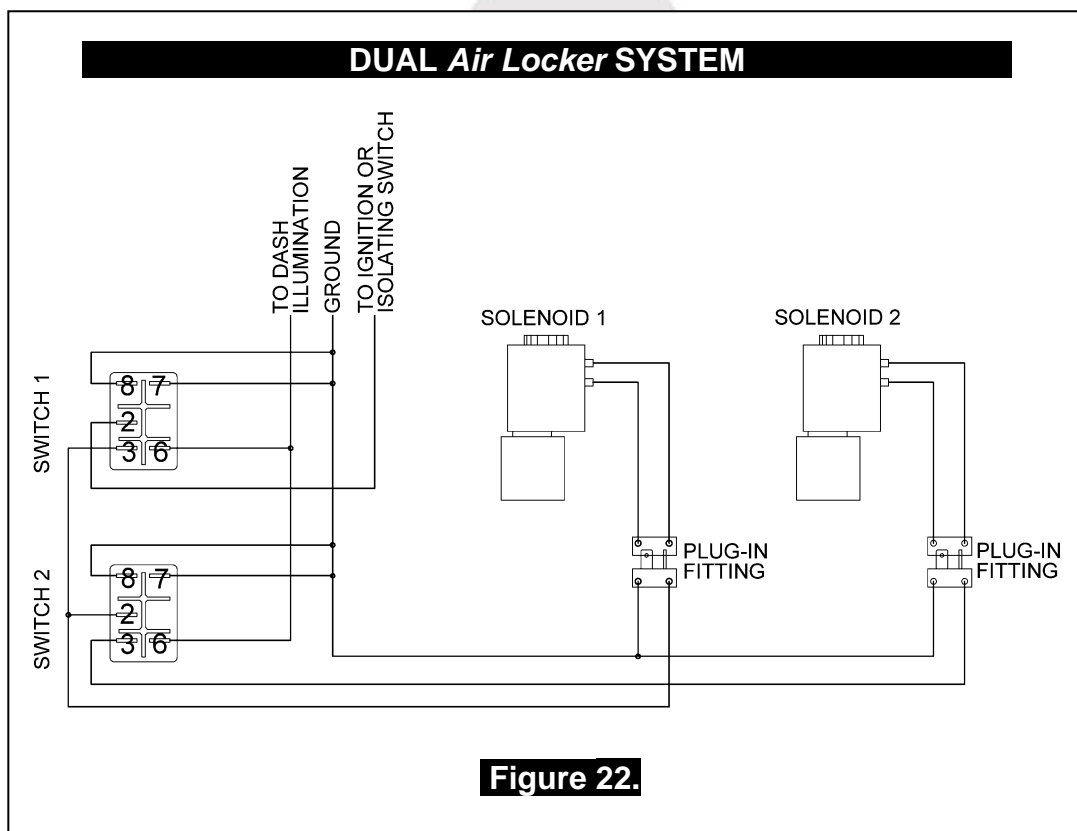 DUAL Air Locker SYSTEM
TO DASH
ILLUMINATION
GROUND
TO IGNITION OR
ISOLATING SWITCH
SOLENOID 1
SOLENOID 2
SWITCH 1
8 7
2
3 6
SWITCH 2
8 7
2
3 6
PLUG-IN
FITTING
PLUG-IN
FITTING
Figure 22.